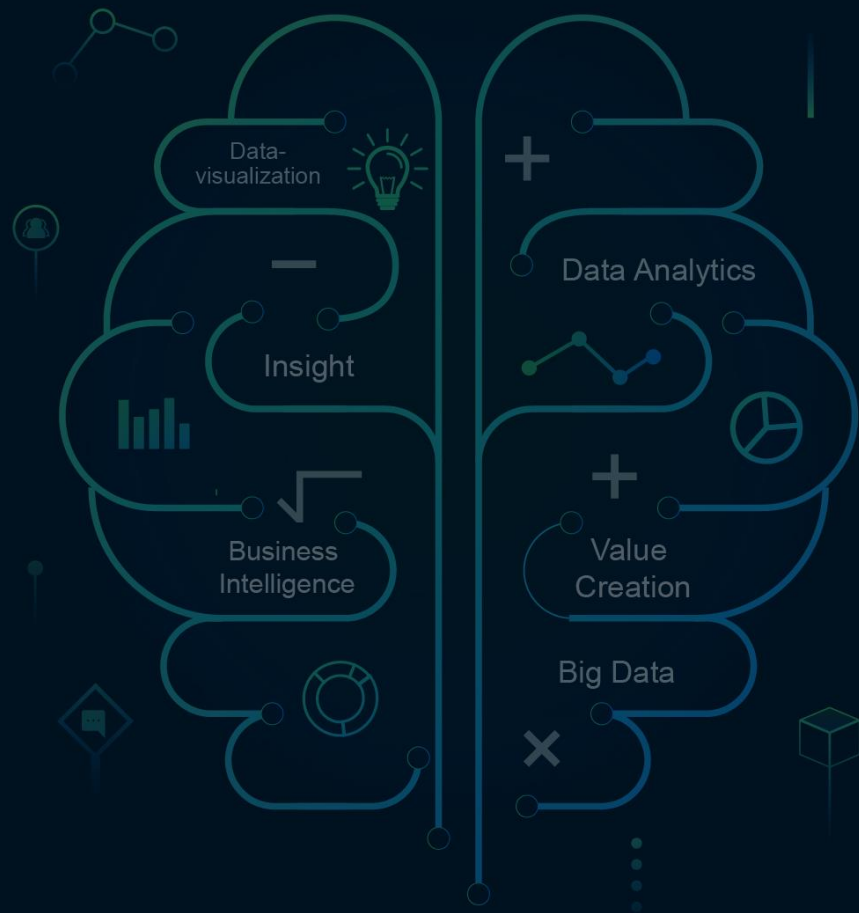 Data-
visualization
Data Analytics
Insight
Business
Intelligence
Value
Creation
Big Data